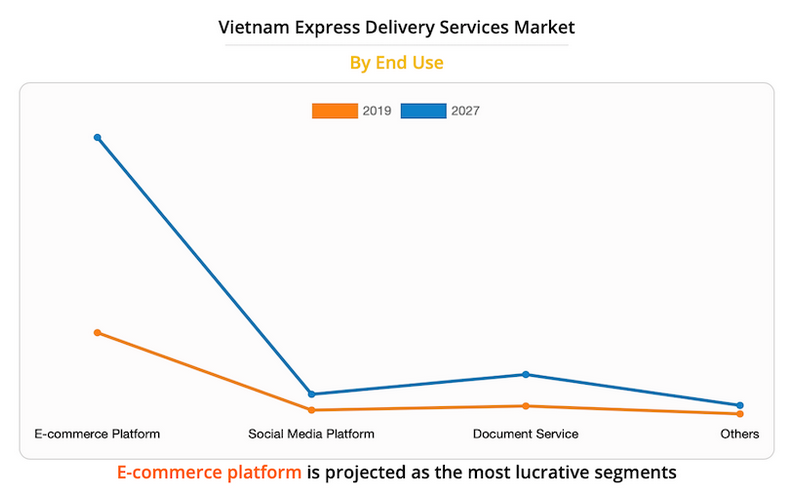 Vietnam Express Delivery Services Market
By End Use
2019 2027
E-commerce Platform Social Media Platform Document Service Others
E-commerce platform is projected as the most lucrative segments